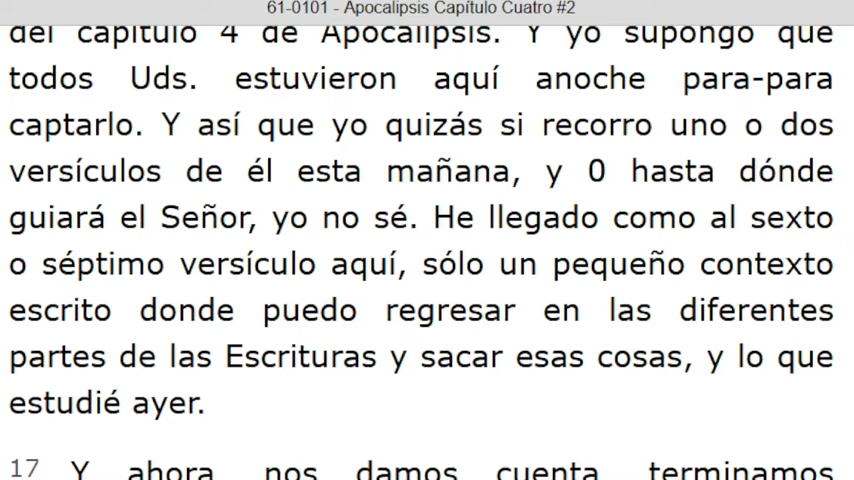 61-0101 - Apocalipsis Capítulo Cuatro #2
del capítulo 4 de Apocalipsis. Y yo supongo que
todos Uds. estuvieron aquí anoche para-para
captarlo. Y así que yo quizás si recorro uno o dos
versículos de él esta mañana, y 0 hasta dónde
guiará el Señor, yo no sé. He llegado como al sexto
o séptimo versículo aquí, sólo un pequeño contexto
escrito donde puedo regresar en las diferentes
partes de las Escrituras y sacar esas cosas, y lo que
estudié ayer.
17 Y ahora, nos damos cuenta, terminamos